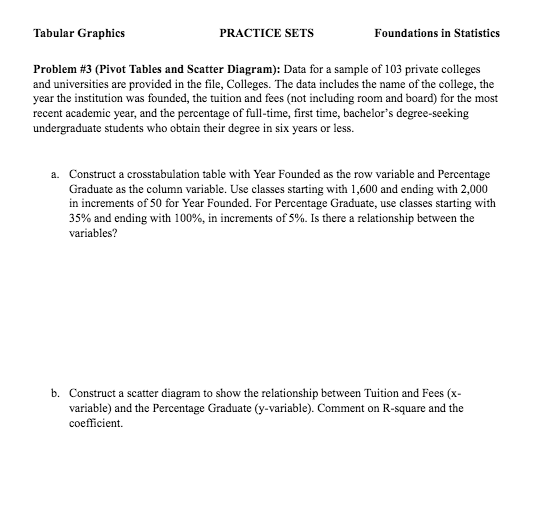 Tabular Graphics PRACTICE SETS Foundations in Statistics
Problem #3 (Pivot Tables and Scatter Diagram): Data for a sample of 103 private colleges
and universities are provided in the file, Colleges. The data includes the name of the college, the
year the institution was founded, the tuition and fees (not including room and board) for the most
recent academic year, and the percentage of full-time, first time, bachelor’s degree-seeking
undergraduate students who obtain their degree in six years or less.
a. Construct a crosstabulation table with Year Founded as the row variable and Percentage
Graduate as the column variable. Use classes starting with 1,600 and ending with 2,000
in increments of 50 for Year Founded. For Percentage Graduate, use classes starting with
35% and ending with 100%, in increments of 5%. Is there a relationship between the
variables?
b. Construct a scatter diagram to show the relationship between Tuition and Fees (x-
variable) and the Percentage Graduate (y-variable). Comment on R-square and the
coefficient.